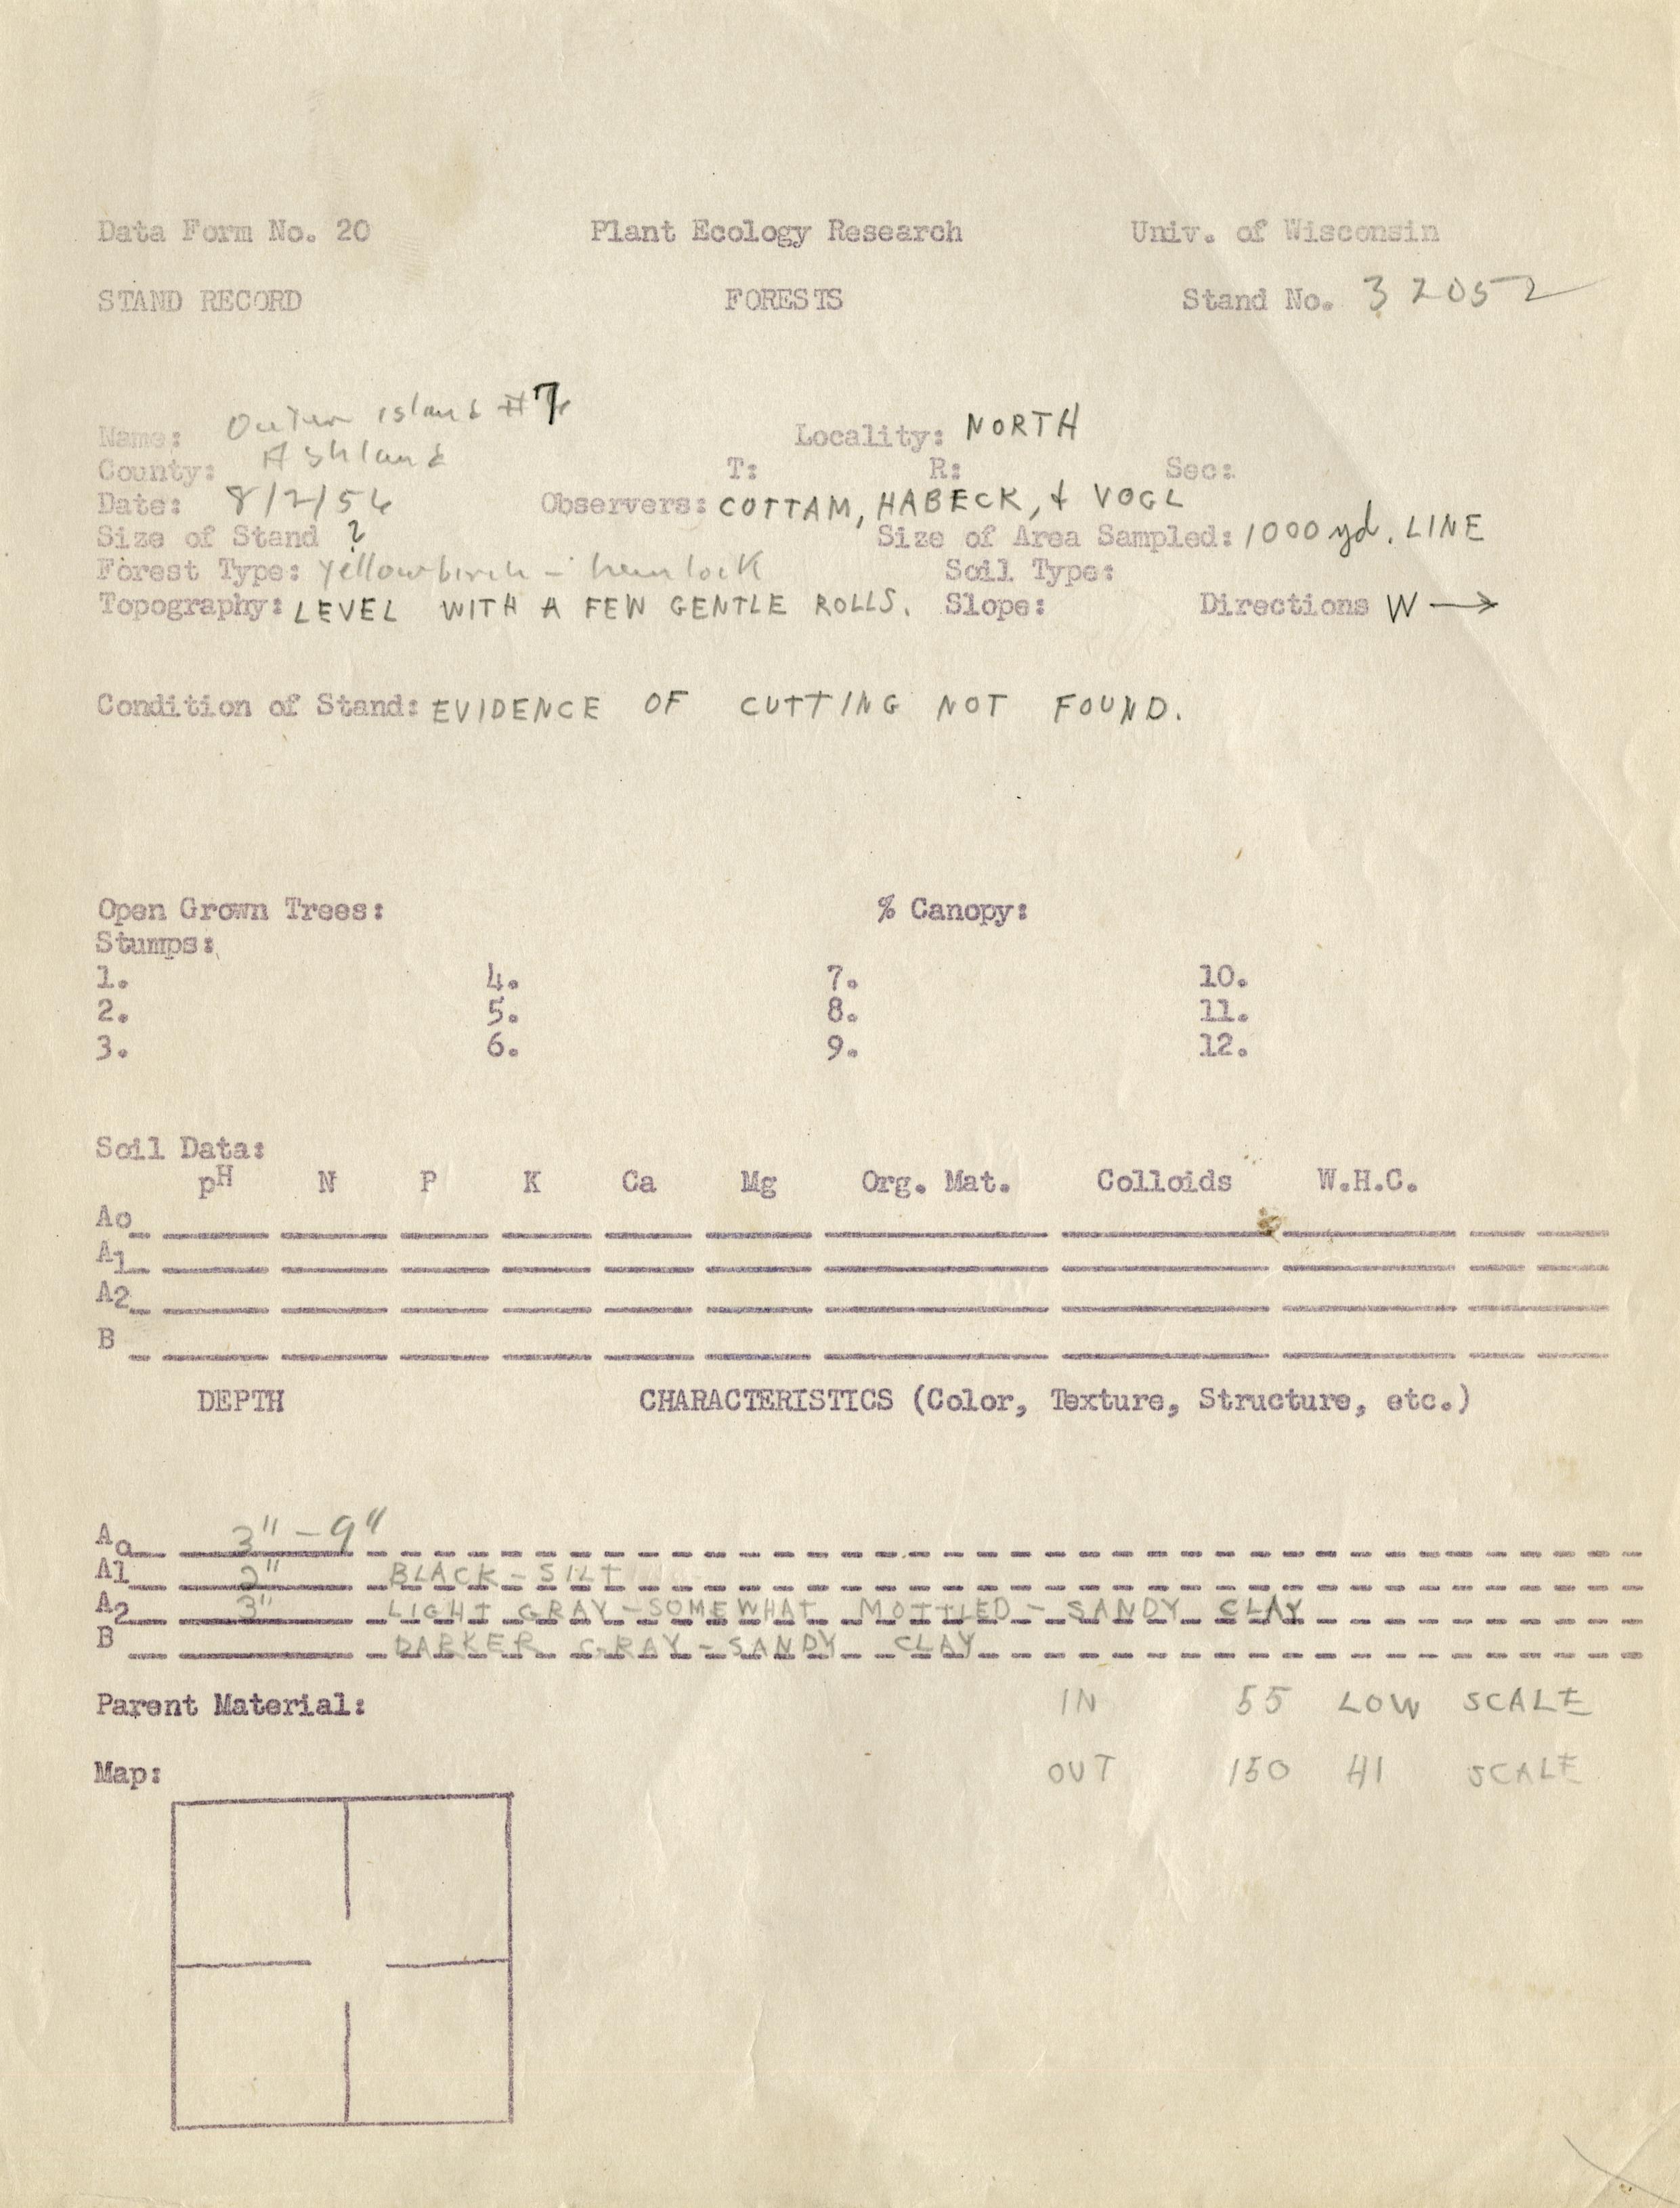 Data Form No. 20 Plant Ecology Research Univ. of Wisconsin
STAND RECORD FORESTS Stand No. 32052
Name: Outer island #7 Locality: NORTH
County: Ashland T: R: Sec:
Date: 8/2/56 Observers: COTTAM, HABECK, + VOGL
Size of Stand ? Size of Area Sampled: 1000 yd. LINE
Forest Type: Yellow birch - hemlock Soil Type:
Topography: LEVEL WITH A FEW GENTLE ROLLS. Slope: Directions W →
Condition of Stand: EVIDENCE OF CUTTING NOT FOUND.
Open Grown Trees: % Canopy:
Stumps:
1. 4. 7. 10.
2. 5. 8. 11.
3. 6. 9. 12.
Soil Data:
pH N P K Ca Mg Org. Mat. Colloids W.H.C.
Ao
A1
A2
B
DEPTH CHARACTERISTICS (Color, Texture, Structure, etc.)
Ao 3" - 9"
A1 2" BLACK - SILT
A2 3" LIGHT GRAY - SOMEWHAT MOTTLED - SANDY CLAY
B DARKER GRAY - SANDY CLAY
Parent Material: IN 55 LOW SCALE
Map: OUT 150 HI SCALE